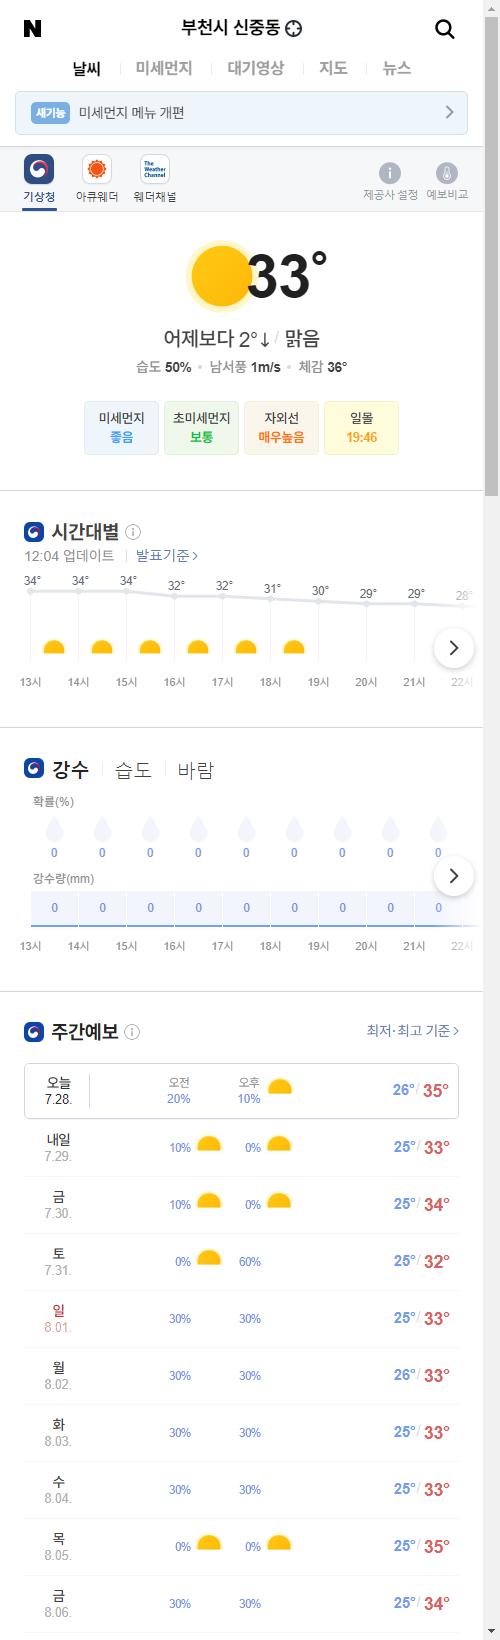 N
부천시 신중동
날씨 미세먼지 대기영상 지도 뉴스
새기능 미세먼지 메뉴 개편
The Weather Channel
기상청 아큐웨더 웨더채널 제공사 설정 예보비교
33°
어제보다 2°↓ / 맑음
습도 50% • 남서풍 1m/s • 체감 36°
미세먼지 초미세먼지 자외선 일몰
좋음 보통 매우높음 19:46
시간대별
12:04 업데이트 발표기준 >
34° 34° 34° 32° 32° 31° 30° 29° 29° 28°
13시 14시 15시 16시 17시 18시 19시 20시 21시 22시
강수 습도 바람
확률(%)
0 0 0 0 0 0 0 0 0
강수량(mm)
0 0 0 0 0 0 0 0 0
13시 14시 15시 16시 17시 18시 19시 20시 21시 22시
주간예보 최저·최고 기준 >
오늘 7.28. 오전 20% 오후 10% 26° / 35°
내일 7.29. 10% 0% 25° / 33°
금 7.30. 10% 0% 25° / 34°
토 7.31. 0% 60% 25° / 32°
일 8.01. 30% 30% 25° / 33°
월 8.02. 30% 30% 26° / 33°
화 8.03. 30% 30% 25° / 33°
수 8.04. 30% 30% 25° / 33°
목 8.05. 0% 0% 25° / 35°
금 8.06. 30% 30% 25° / 34°